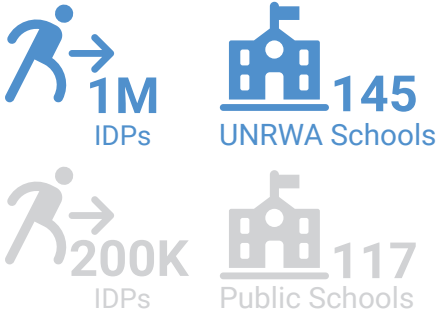 1M
IDPs
145
UNRWA Schools
200K
IDPs
117
Public Schools